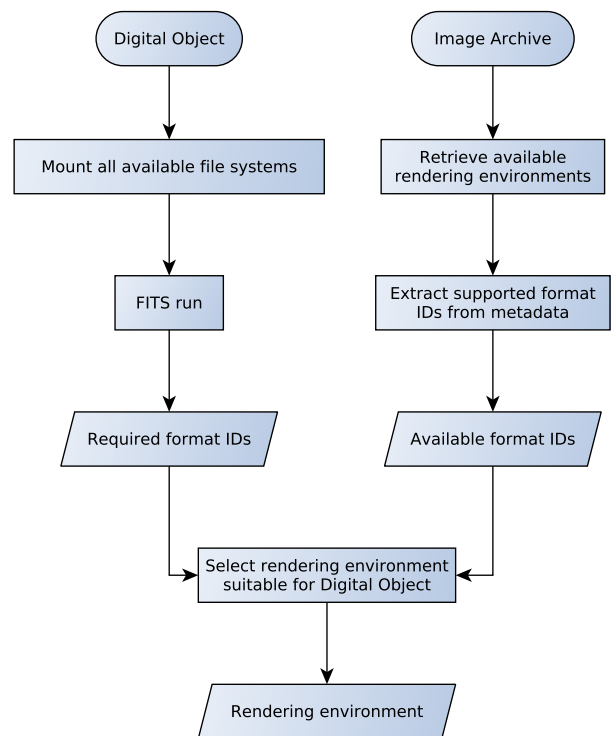 Digital Object
Image Archive
Mount all available file systems
Retrieve available
rendering environments
FITS run
Extract supported format
IDs from metadata
Required format IDs
Available format IDs
Select rendering environment
suitable for Digital Object
Rendering environment